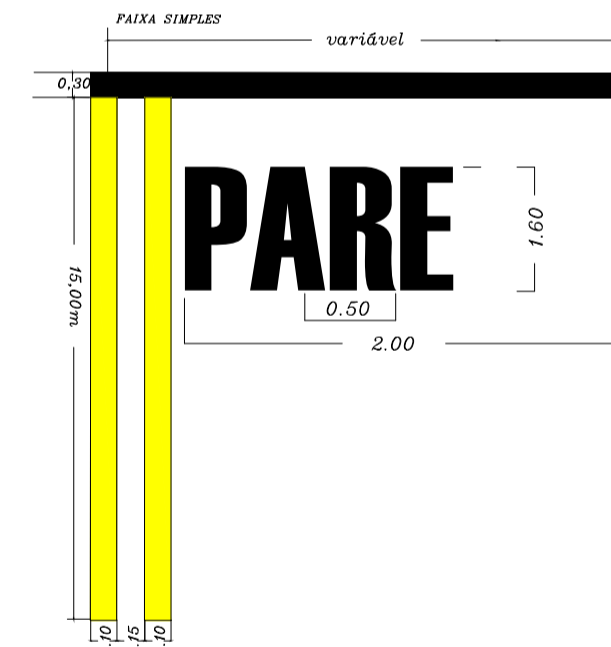 FAIXA SIMPLES
variável
0,30
PARE
1.60
15,00m
0.50
2.00
.10
.15
.10